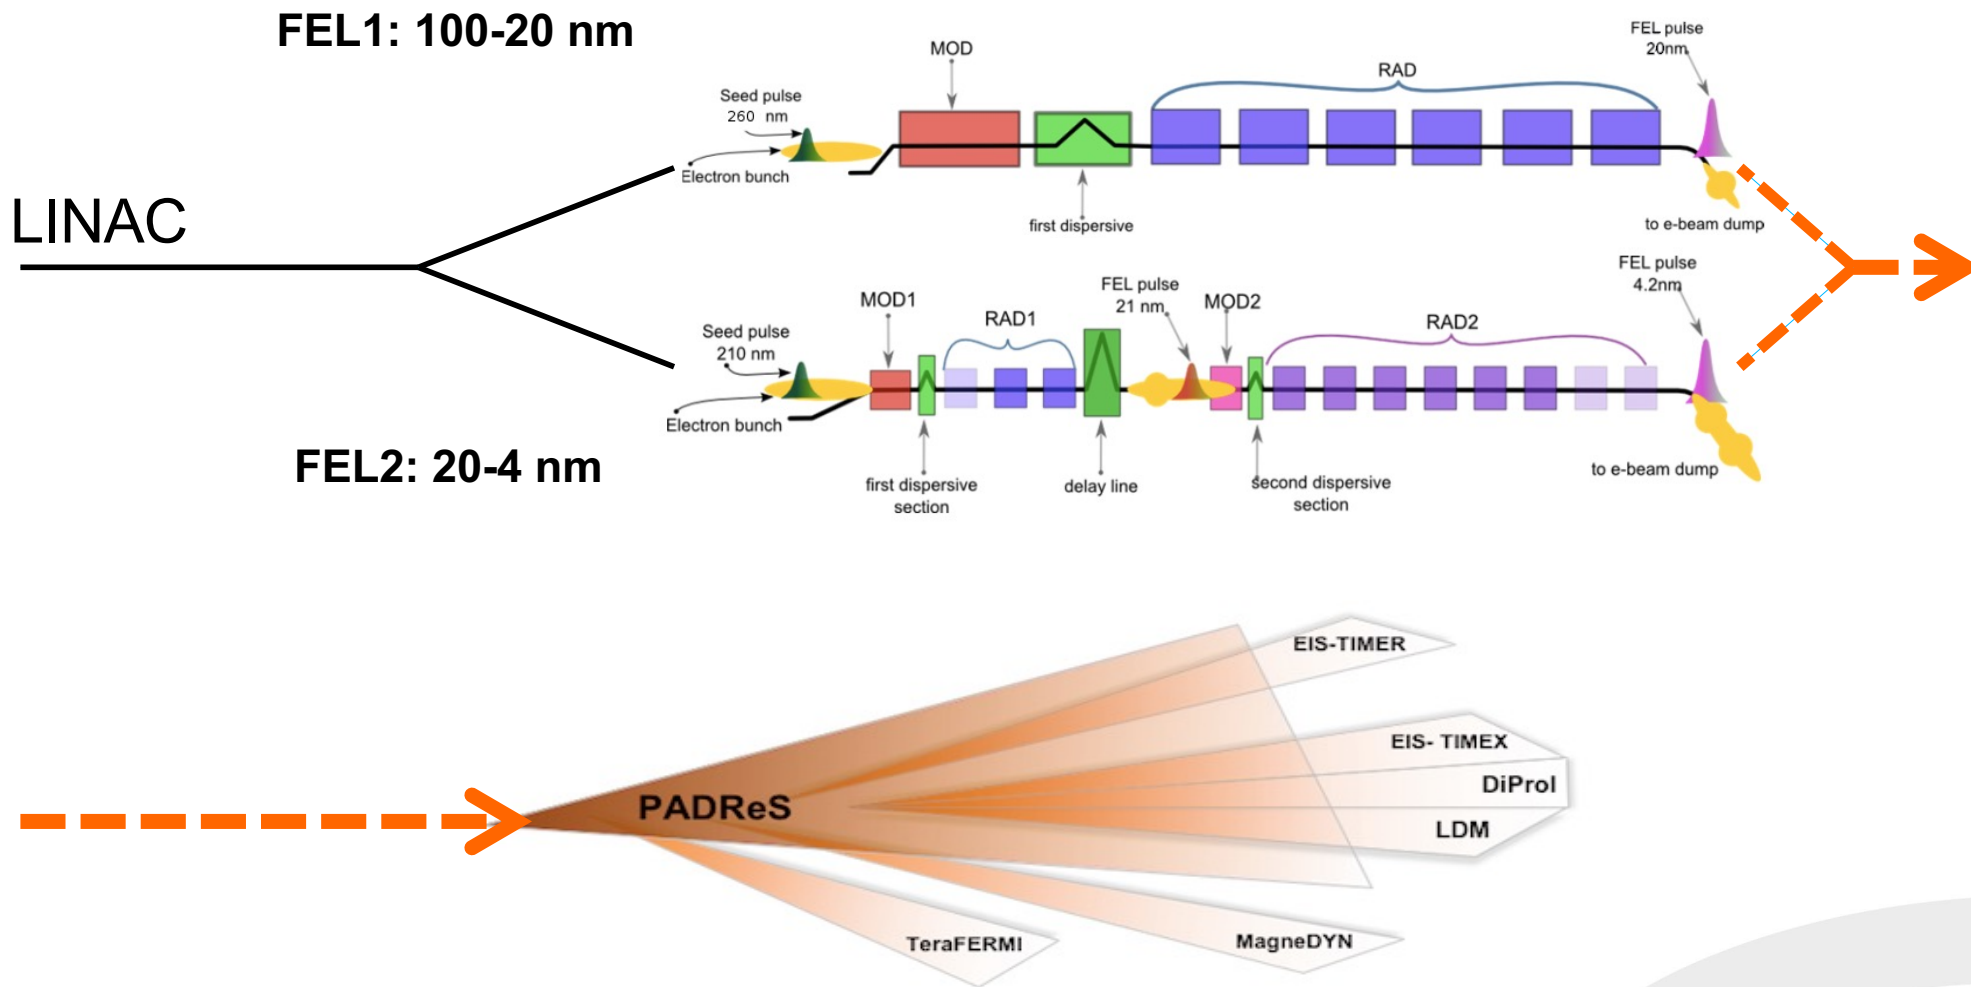 FEL1: 100-20 nm
FEL pulse
20nm
MOD
RAD
Seed pulse
260 nm
Electron bunch
LINAC
first dispersive
to e-beam dump
FEL pulse
4.2nm
FEL pulse
21 nm
MOD1
MOD2
RAD1
RAD2
Seed pulse
210 nm
Electron bunch
FEL2: 20-4 nm
to e-beam dump
first dispersive
section
delay line
second dispersive
section
EIS-TIMER
EIS- TIMEX
DiProI
PADReS
LDM
TeraFERMI
MagneDYN